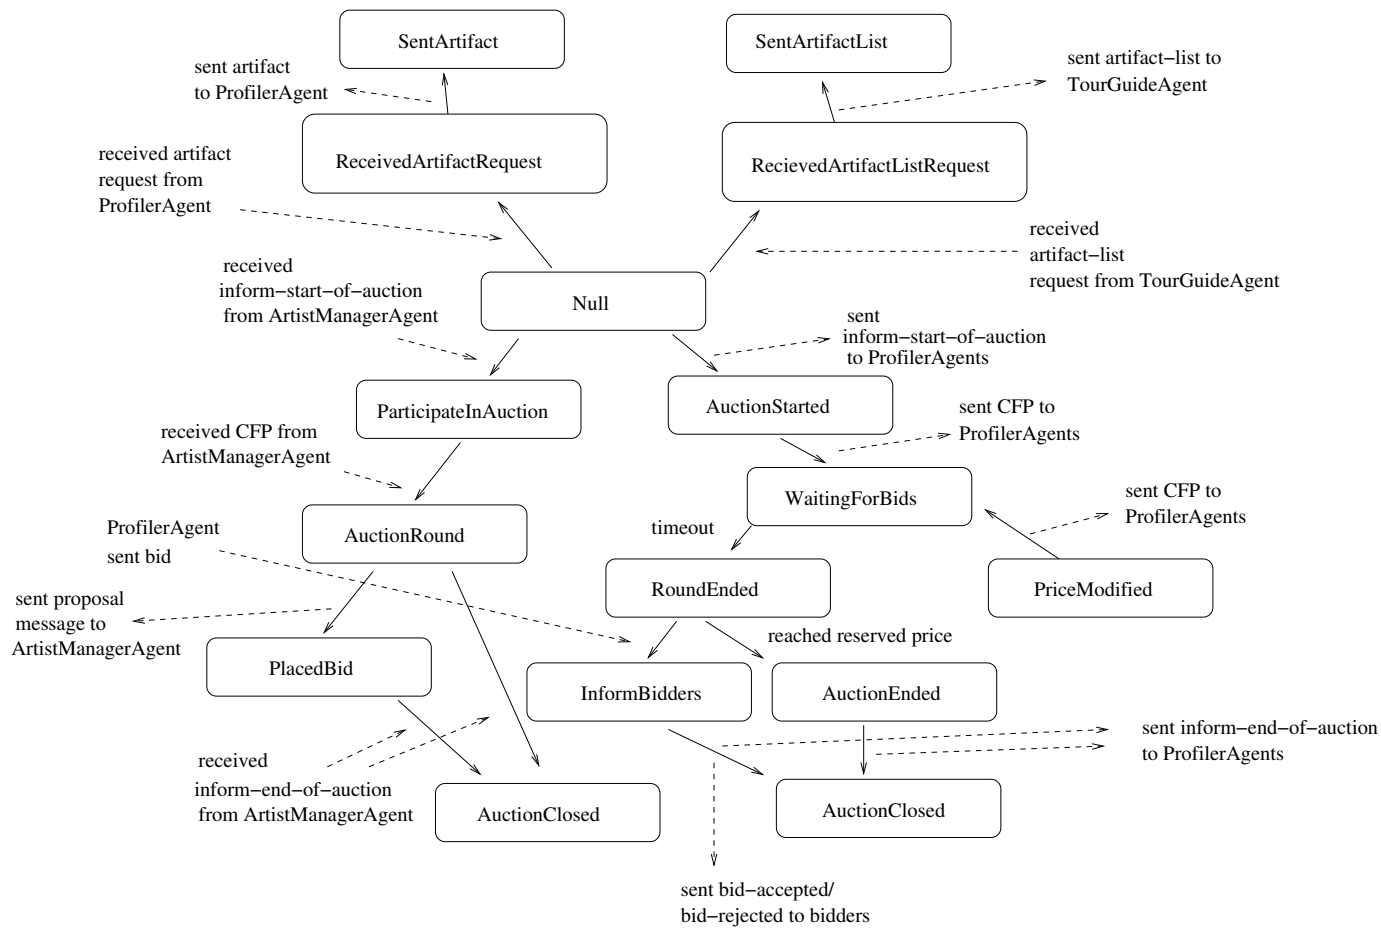 SentArtifact
SentArtifactList
sent artifact
to ProfilerAgent
sent artifact−list to
TourGuideAgent
received artifact
request from
ProfilerAgent
ReceivedArtifactRequest
RecievedArtifactListRequest
received
artifact−list
request from TourGuideAgent
received
inform−start−of−auction
from ArtistManagerAgent
Null
sent
inform−start−of−auction
to ProfilerAgents
ParticipateInAuction
AuctionStarted
sent CFP to
ProfilerAgents
received CFP from
ArtistManagerAgent
WaitingForBids
sent CFP to
ProfilerAgents
ProfilerAgent
sent bid
AuctionRound
timeout
RoundEnded
PriceModified
sent proposal
message to
ArtistManagerAgent
reached reserved price
PlacedBid
InformBidders
AuctionEnded
sent inform−end−of−auction
to ProfilerAgents
received
inform−end−of−auction
from ArtistManagerAgent
AuctionClosed
AuctionClosed
sent bid−accepted/
bid−rejected to bidders